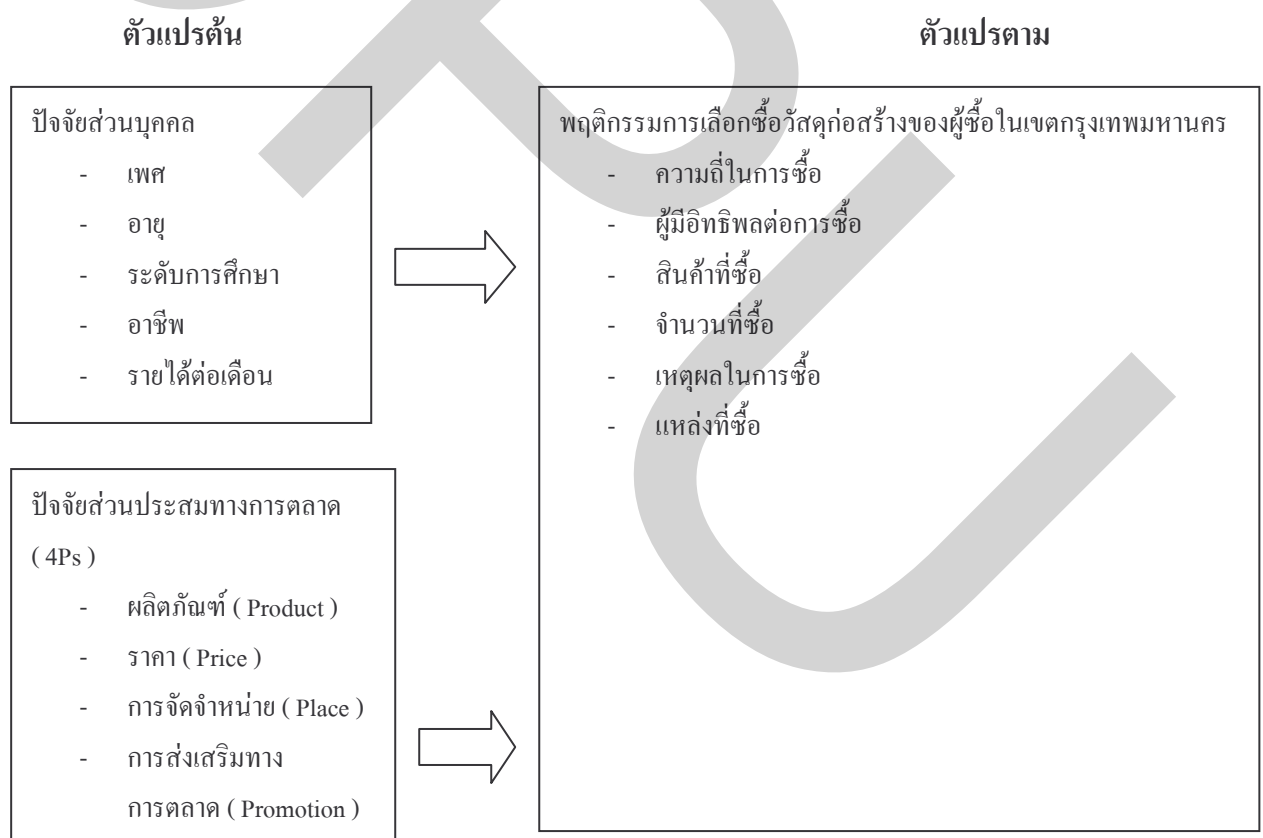 ตัวแปรต้น
ตัวแปรตาม
ปัจจัยส่วนบุคคล
- เพศ
- อายุ
- ระดับการศึกษา
- อาชีพ
- รายได้ต่อเดือน
ปัจจัยส่วนประสมทางการตลาด
( 4Ps )
- ผลิตภัณฑ์ ( Product )
- ราคา ( Price )
- การจัดจำหน่าย ( Place )
- การส่งเสริมทาง
การตลาด ( Promotion )
พฤติกรรมการเลือกซื้อวัสดุก่อสร้างของผู้ซื้อในเขตกรุงเทพมหานคร
- ความถี่ในการซื้อ
- ผู้มีอิทธิพลต่อการซื้อ
- สินค้าที่ซื้อ
- จำนวนที่ซื้อ
- เหตุผลในการซื้อ
- แหล่งที่ซื้อ